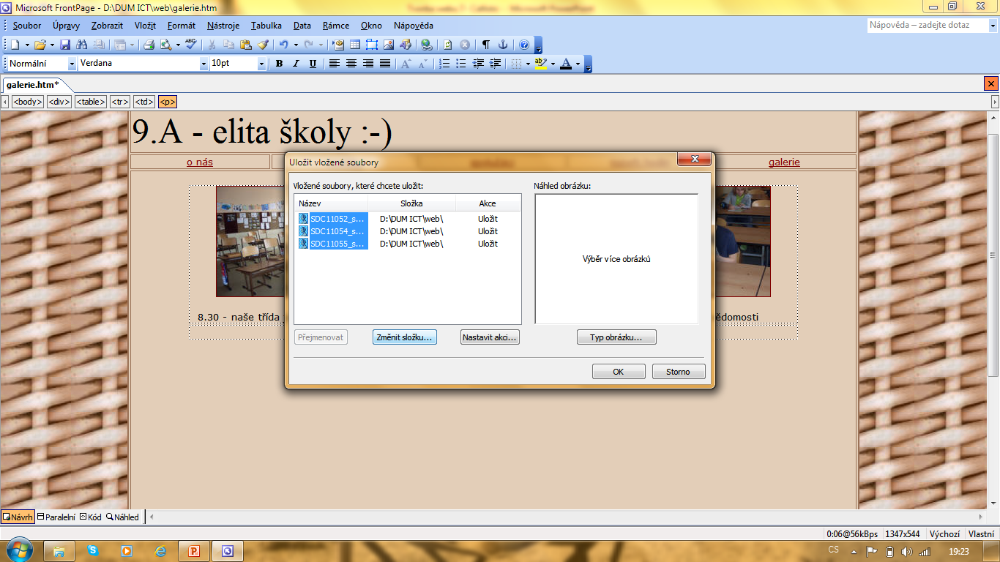 Microsoft FrontPage - D:\DUM ICT\web\galerie.htm
Soubor Úpravy Zobrazit Vložit Formát Nástroje Tabulka Data Rámce Okno Nápověda
Nápověda – zadejte dotaz
Normální Verdana 10pt B I U
galerie.htm*
<body> <div> <table> <tr> <td> <p>
9.A - elita školy :-)
o nás galerie
Uložit vložené soubory
Vložené soubory, které chcete uložit: Náhled obrázku:
Název Složka Akce
SDC11052_s... D:\DUM ICT\web\ Uložit
SDC11054_s... D:\DUM ICT\web\ Uložit
SDC11055_s... D:\DUM ICT\web\ Uložit
Výběr více obrázků
8.30 - naše třída ědomosti
Přejmenovat Změnit složku... Nastavit akci... Typ obrázku...
OK Storno
Návrh Paralelní Kód Náhled
0:06@56kBps 1347x544 Výchozí Vlastní
CS 19:23